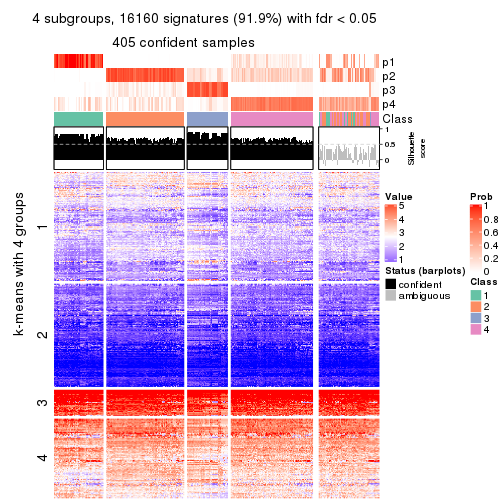 4 subgroups, 16160 signatures (91.9%) with fdr < 0.05
405 confident samples
p1
p2
p3
p4
Class
1
0.5
0
Silhouette
score
k-means with 4 groups
1
2
3
4
Value
5
4
3
2
1
Status (barplots)
confident
ambiguous
Prob
1
0.8
0.6
0.4
0.2
0
Class
1
2
3
4